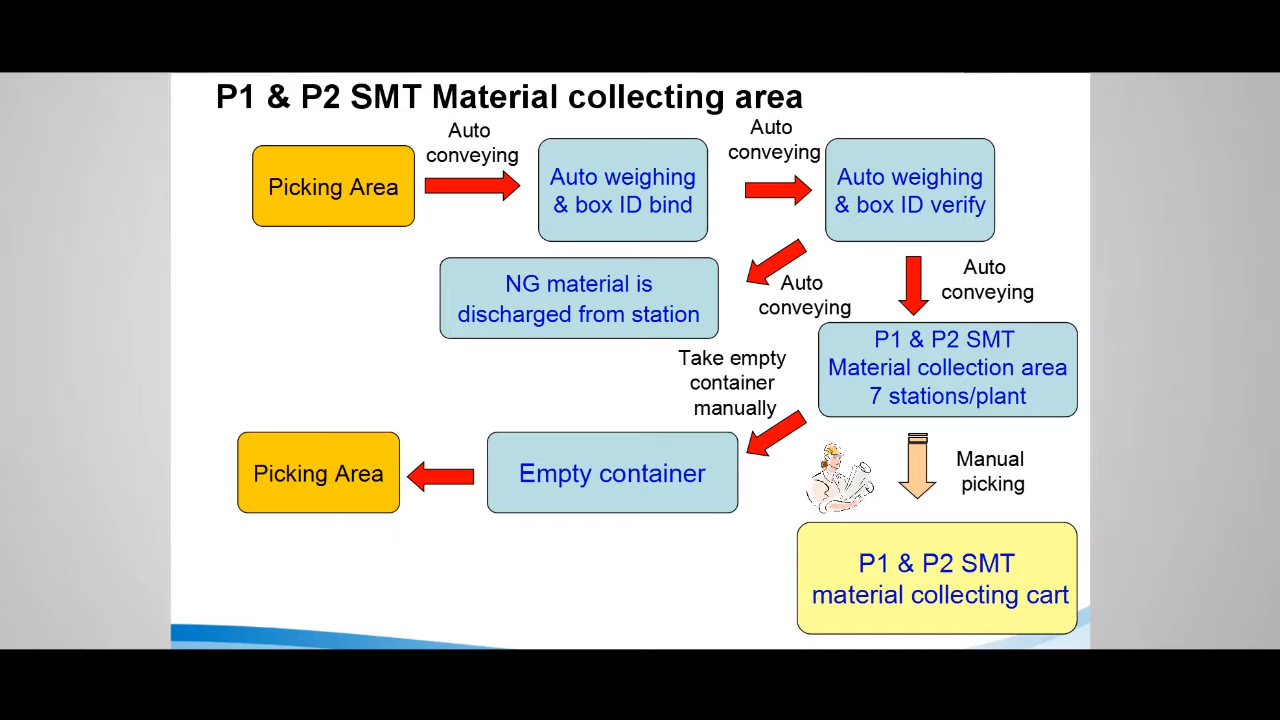 P1 & P2 SMT Material collecting area
Auto
conveying
Auto
conveying
Picking Area
Auto weighing
& box ID bind
Auto weighing
& box ID verify
NG material is
discharged from station
Auto
conveying
Auto
conveying
P1 & P2 SMT
Material collection area
7 stations/plant
Take empty
container
manually
Picking Area
Empty container
Manual
picking
P1 & P2 SMT
material collecting cart